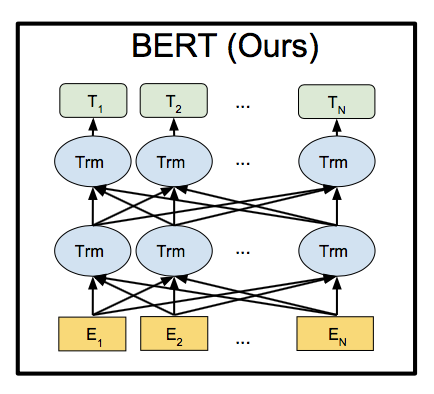 BERT (Ours)
T1 T2 ... TN
Trm Trm ... Trm
Trm Trm ... Trm
E1 E2 ... EN